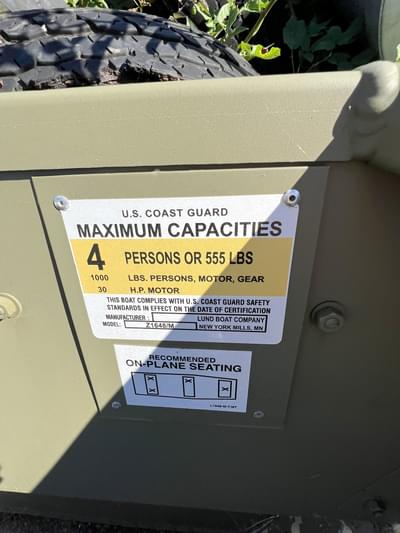 U.S. COAST GUARD
MAXIMUM CAPACITIES
4 PERSONS OR 555 LBS
1000 LBS. PERSONS, MOTOR, GEAR
30 H.P. MOTOR
THIS BOAT COMPLIES WITH U.S. COAST GUARD SAFETY
STANDARDS IN EFFECT ON THE DATE OF CERTIFICATION
MANUFACTURER : LUND BOAT COMPANY
MODEL: Z1648/M NEW YORK MILLS, MN
RECOMMENDED
ON-PLANE SEATING